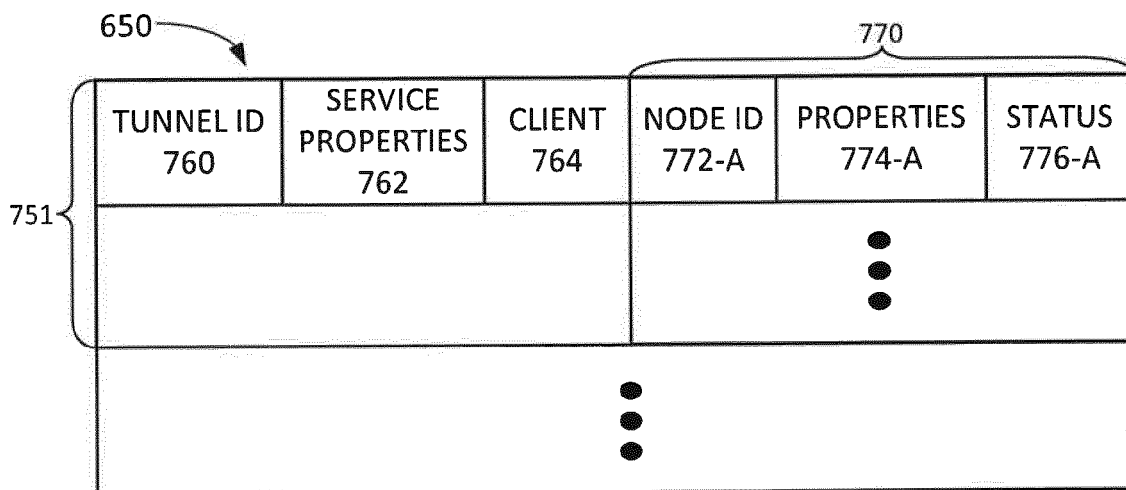 650
770
TUNNEL ID
760
SERVICE
PROPERTIES
762
CLIENT
764
NODE ID
772-A
PROPERTIES
774-A
STATUS
776-A
751